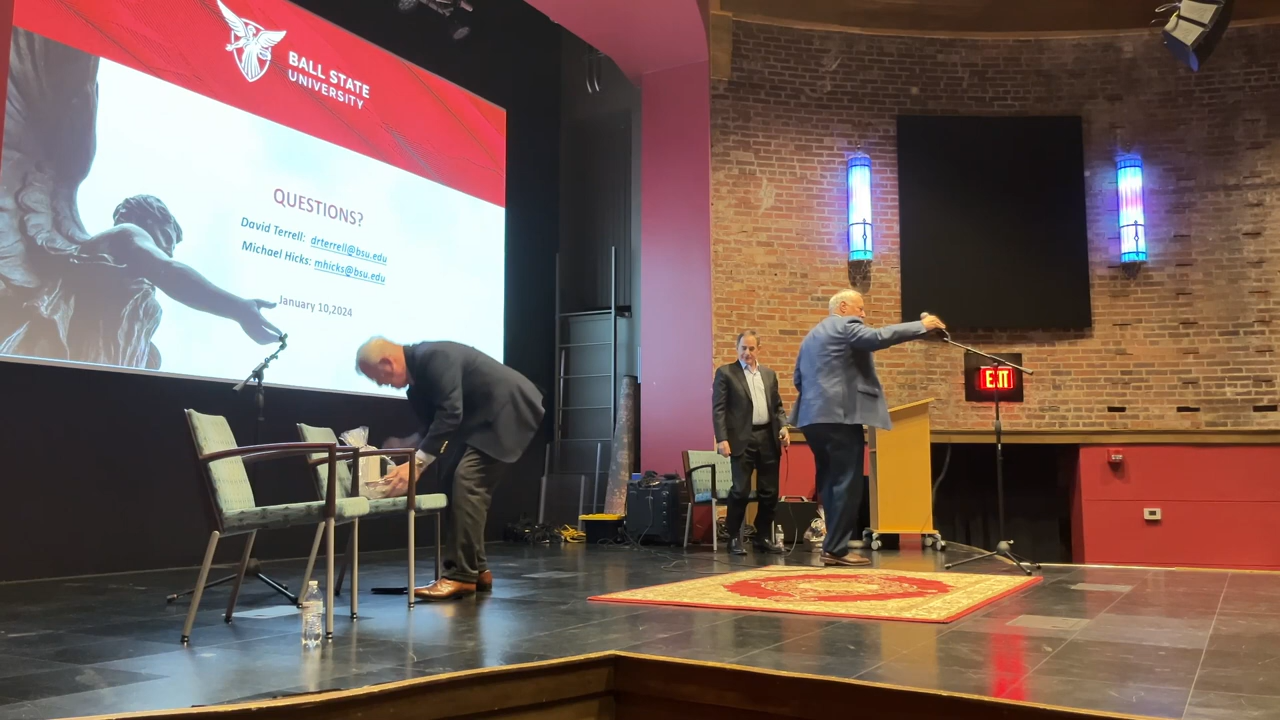 BALL STATE
UNIVERSITY
QUESTIONS?
David Terrell: drterrell@bsu.edu
Michael Hicks: mhicks@bsu.edu
January 10,2024
EXIT